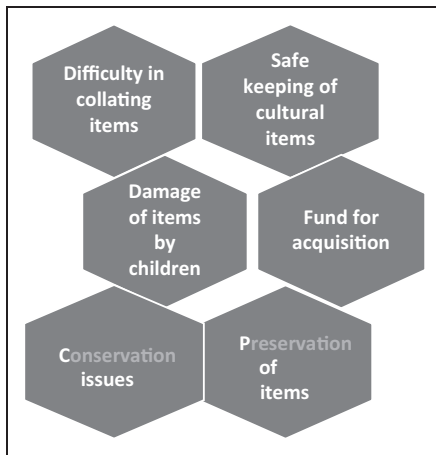 Difficulty in
collating
items
Safe
keeping of
cultural
items
Damage
of items
by
children
Fund for
acquisition
Conservation
issues
Preservation
of
items